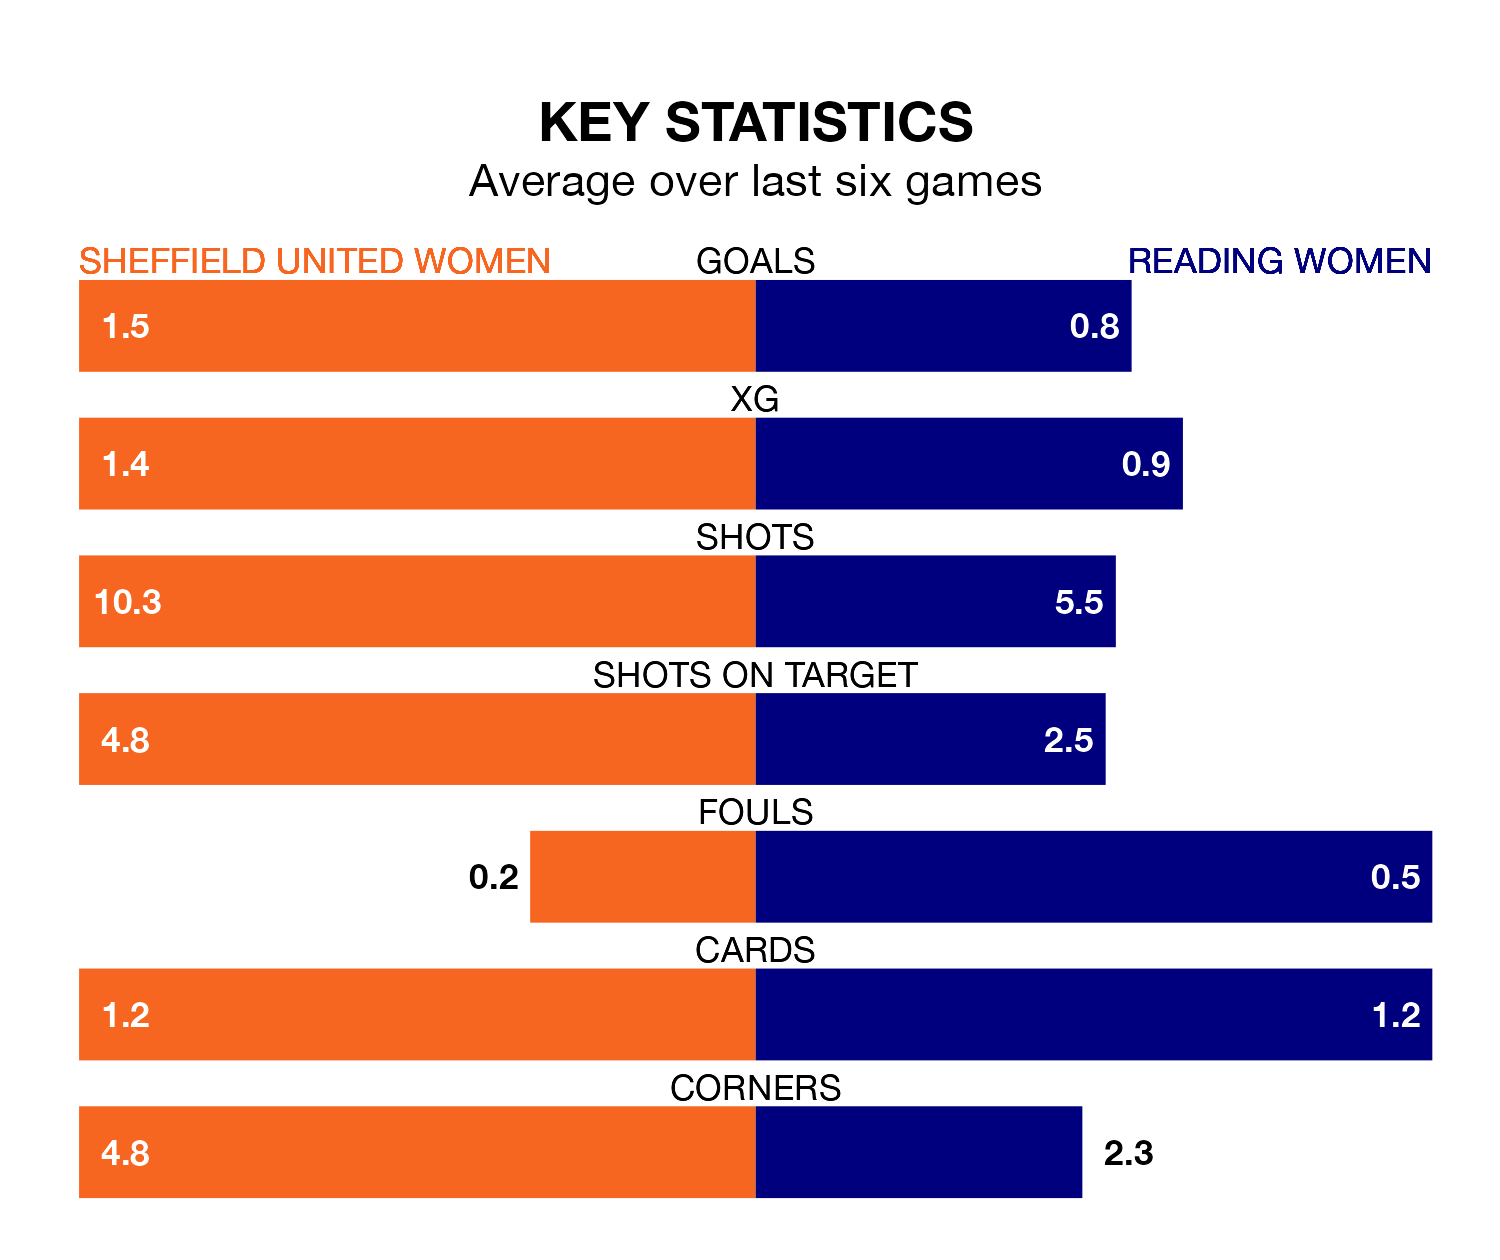 KEY STATISTICS
Average over last six games
SHEFFIELD UNITED WOMEN GOALS READING WOMEN
1.5 0.8
XG
1.4 0.9
SHOTS
10.3 5.5
SHOTS ON TARGET
4.8 2.5
FOULS
0.2 0.5
CARDS
1.2 1.2
CORNERS
4.8 2.3